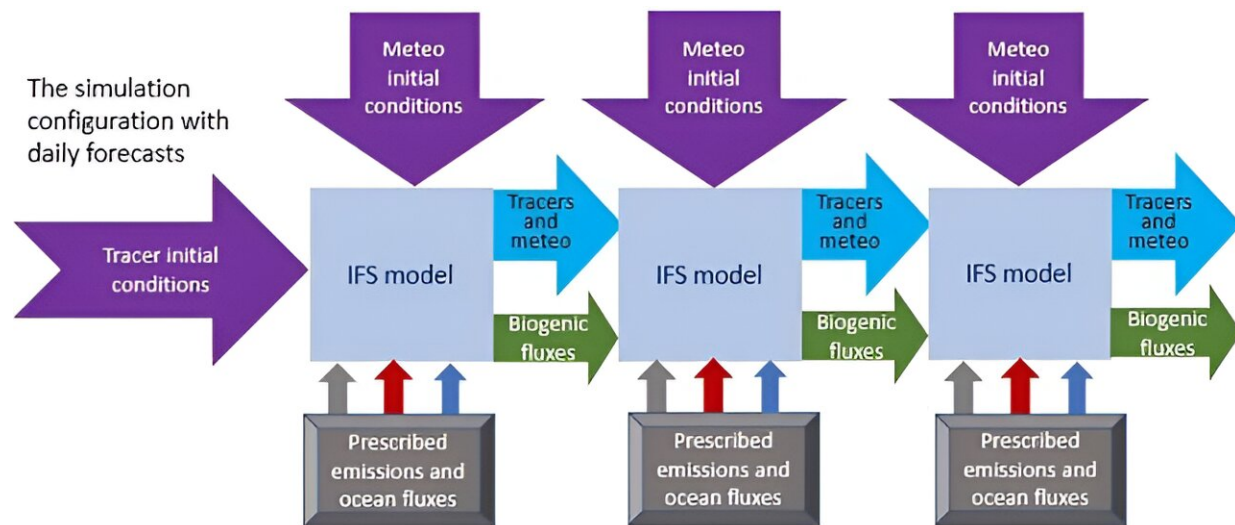 The simulation
configuration with
daily forecasts
Meteo
initial
conditions
Meteo
initial
conditions
Meteo
initial
conditions
Tracer initial
conditions
IFS model
Tracers
and
meteo
Biogenic
fluxes
IFS model
Tracers
and
meteo
Biogenic
fluxes
IFS model
Tracers
and
meteo
Biogenic
fluxes
Prescribed
emissions and
ocean fluxes
Prescribed
emissions and
ocean fluxes
Prescribed
emissions and
ocean fluxes